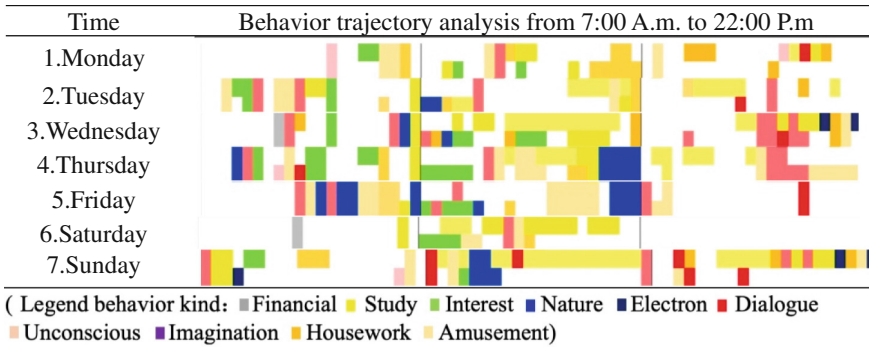 Time Behavior trajectory analysis from 7:00 A.m. to 22:00 P.m
1.Monday
2.Tuesday
3.Wednesday
4.Thursday
5.Friday
6.Saturday
7.Sunday
( Legend behavior kind: Financial Study Interest Nature Electron Dialogue
Unconscious Imagination Housework Amusement)